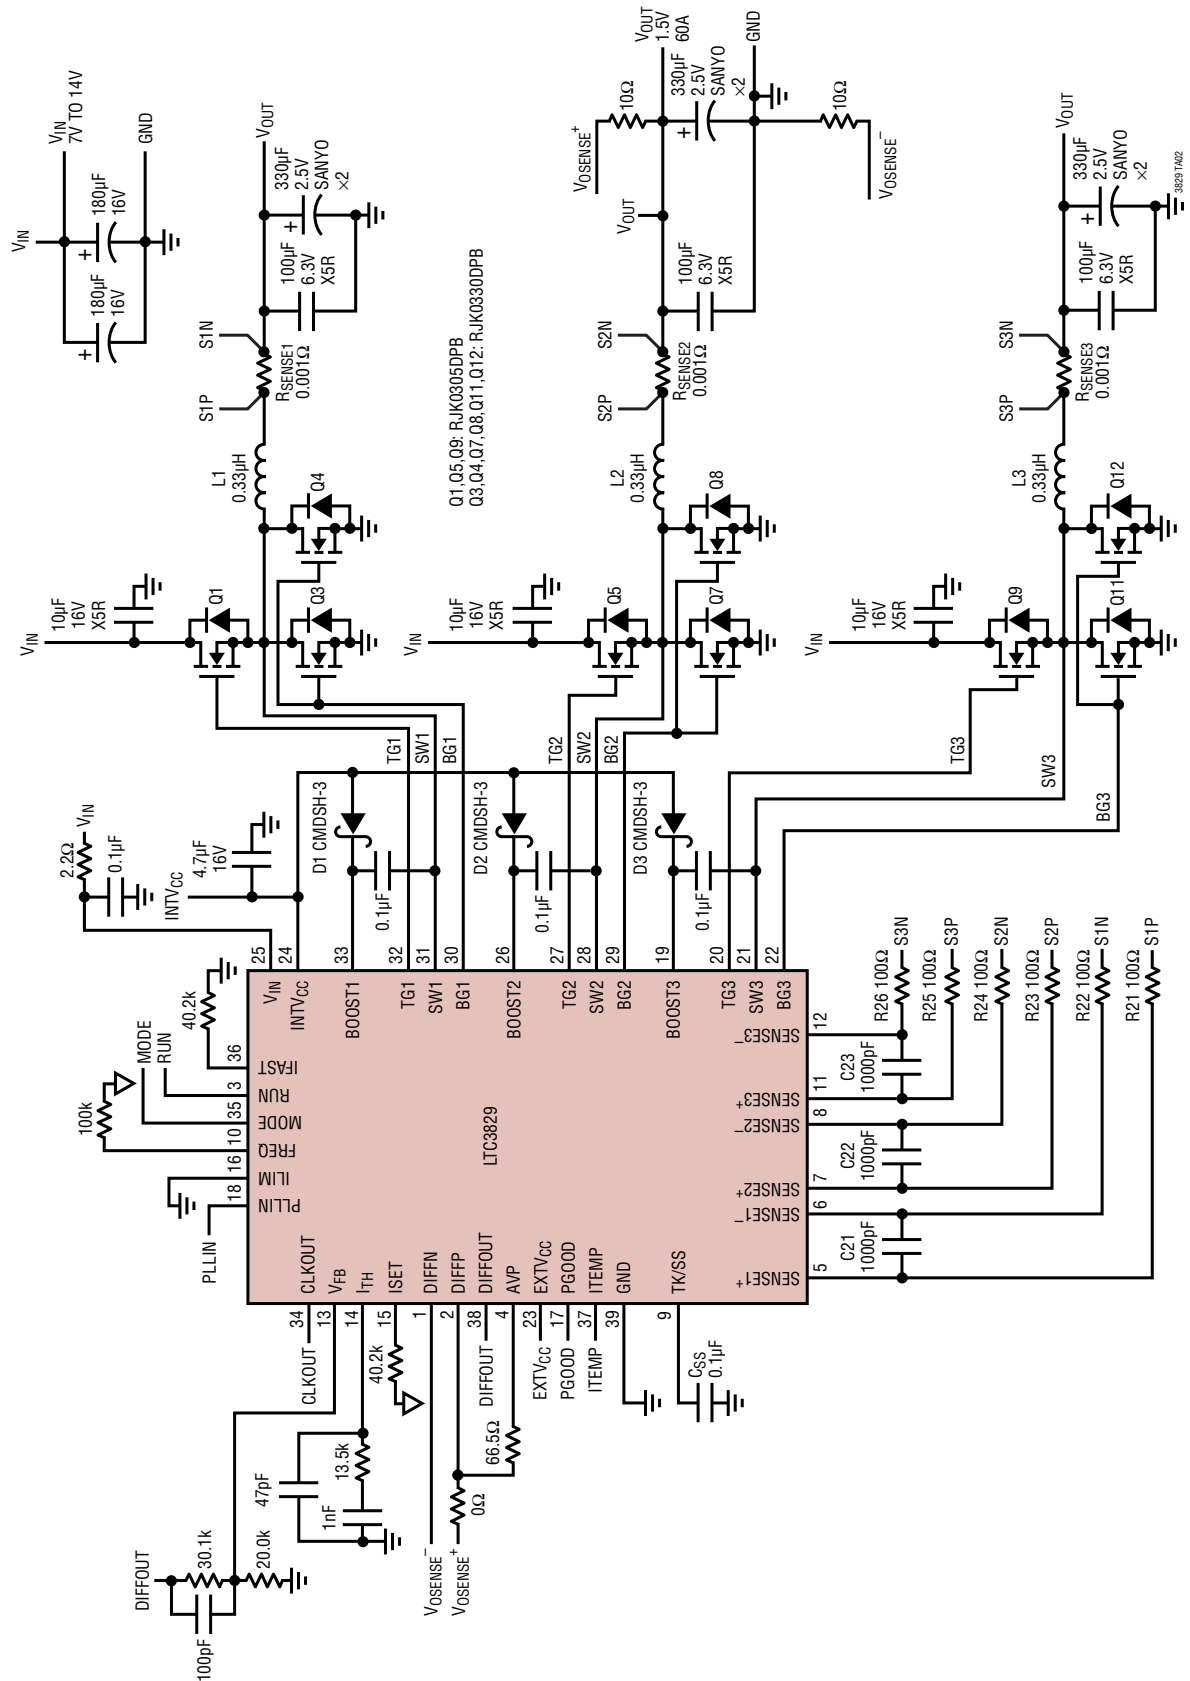 VIN
7V TO 14V
VIN
180µF
16V
180µF
16V
GND
VIN
10µF
16V
X5R
Q1
Q3
Q4
L1
0.33µH
S1P
S1N
RSENSE1
0.001Ω
100µF
6.3V
X5R
330µF
2.5V
SANYO
×2
VOUT
Q1,Q5,Q9: RJK0305DPB
Q3,Q4,Q7,Q8,Q11,Q12: RJK0330DPB
VIN
10µF
16V
X5R
Q5
Q7
Q8
L2
0.33µH
S2P
S2N
RSENSE2
0.001Ω
100µF
6.3V
X5R
VOUT
VOSENSE+
10Ω
VOUT
1.5V
60A
330µF
2.5V
SANYO
×2
GND
10Ω
VOSENSE−
VIN
10µF
16V
X5R
Q9
Q11
Q12
L3
0.33µH
S3P
S3N
RSENSE3
0.001Ω
100µF
6.3V
X5R
330µF
2.5V
SANYO
×2
VOUT
3829 TA02
TG1
SW1
BG1
TG2
SW2
BG2
TG3
SW3
BG3
2.2Ω
VIN
0.1µF
INTVCC
4.7µF
16V
D1 CMDSH-3
0.1µF
D2 CMDSH-3
0.1µF
D3 CMDSH-3
0.1µF
25
24
33
32
31
30
26
27
28
29
19
20
21
22
VIN
INTVCC
BOOST1
TG1
SW1
BG1
BOOST2
TG2
SW2
BG2
BOOST3
TG3
SW3
BG3
LTC3829
40.2k
MODE
RUN
100k
PLLIN
36
3
35
10
16
18
IFAST
RUN
MODE
FREQ
ILIM
PLLIN
SENSE3−
SENSE3+
SENSE2−
SENSE2+
SENSE1−
SENSE1+
12
11
8
7
6
5
C23
1000pF
C22
1000pF
C21
1000pF
R26 100Ω
S3N
R25 100Ω
S3P
R24 100Ω
S2N
R23 100Ω
S2P
R22 100Ω
S1N
R21 100Ω
S1P
CLKOUT
VFB
ITH
ISET
DIFFN
DIFFP
DIFFOUT
AVP
EXTVCC
PGOOD
ITEMP
GND
TK/SS
34
13
14
15
1
2
38
4
23
17
37
39
9
CLKOUT
40.2k
DIFFOUT
EXTVCC
PGOOD
ITEMP
CSS
0.1µF
47pF
13.5k
1nF
66.5Ω
0Ω
VOSENSE−
VOSENSE+
DIFFOUT
30.1k
20.0k
100pF